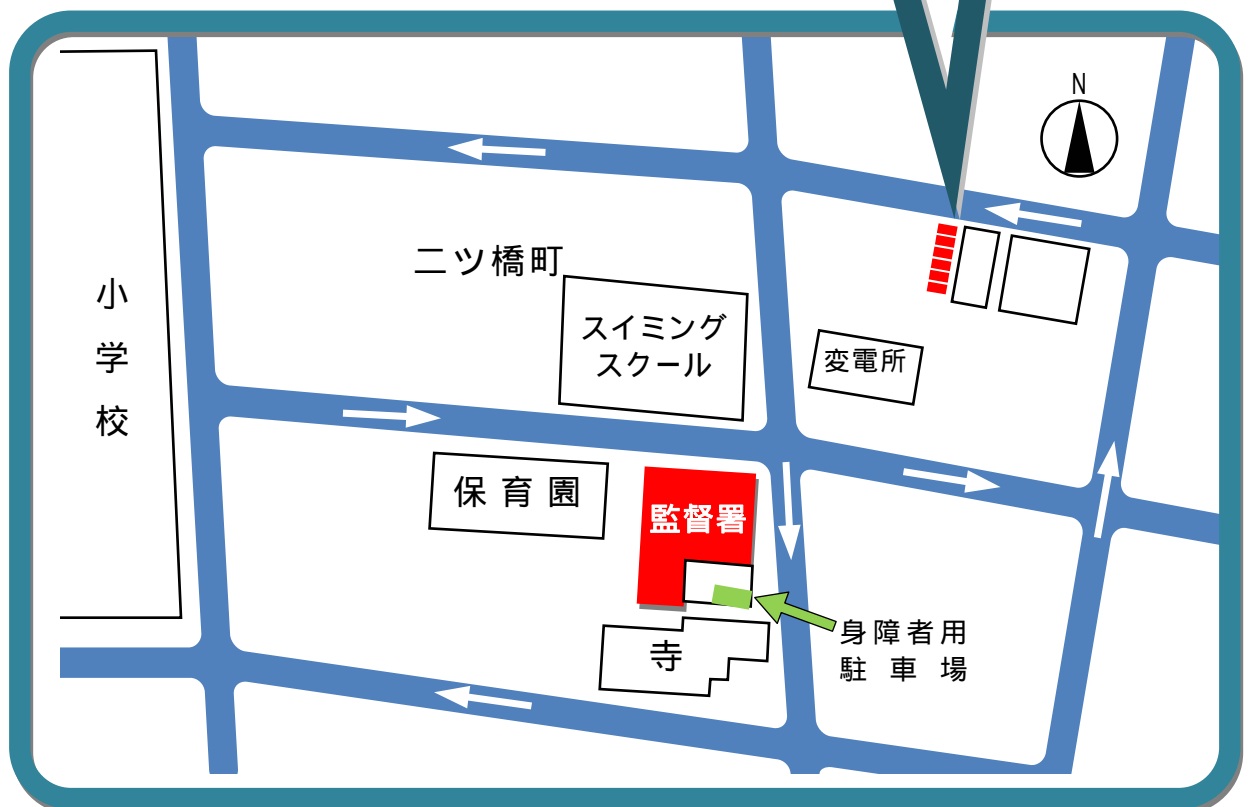 N
二ツ橋町
小学校
スイミング
スクール
変電所
保育園
監督署
身障者用
駐車場
寺